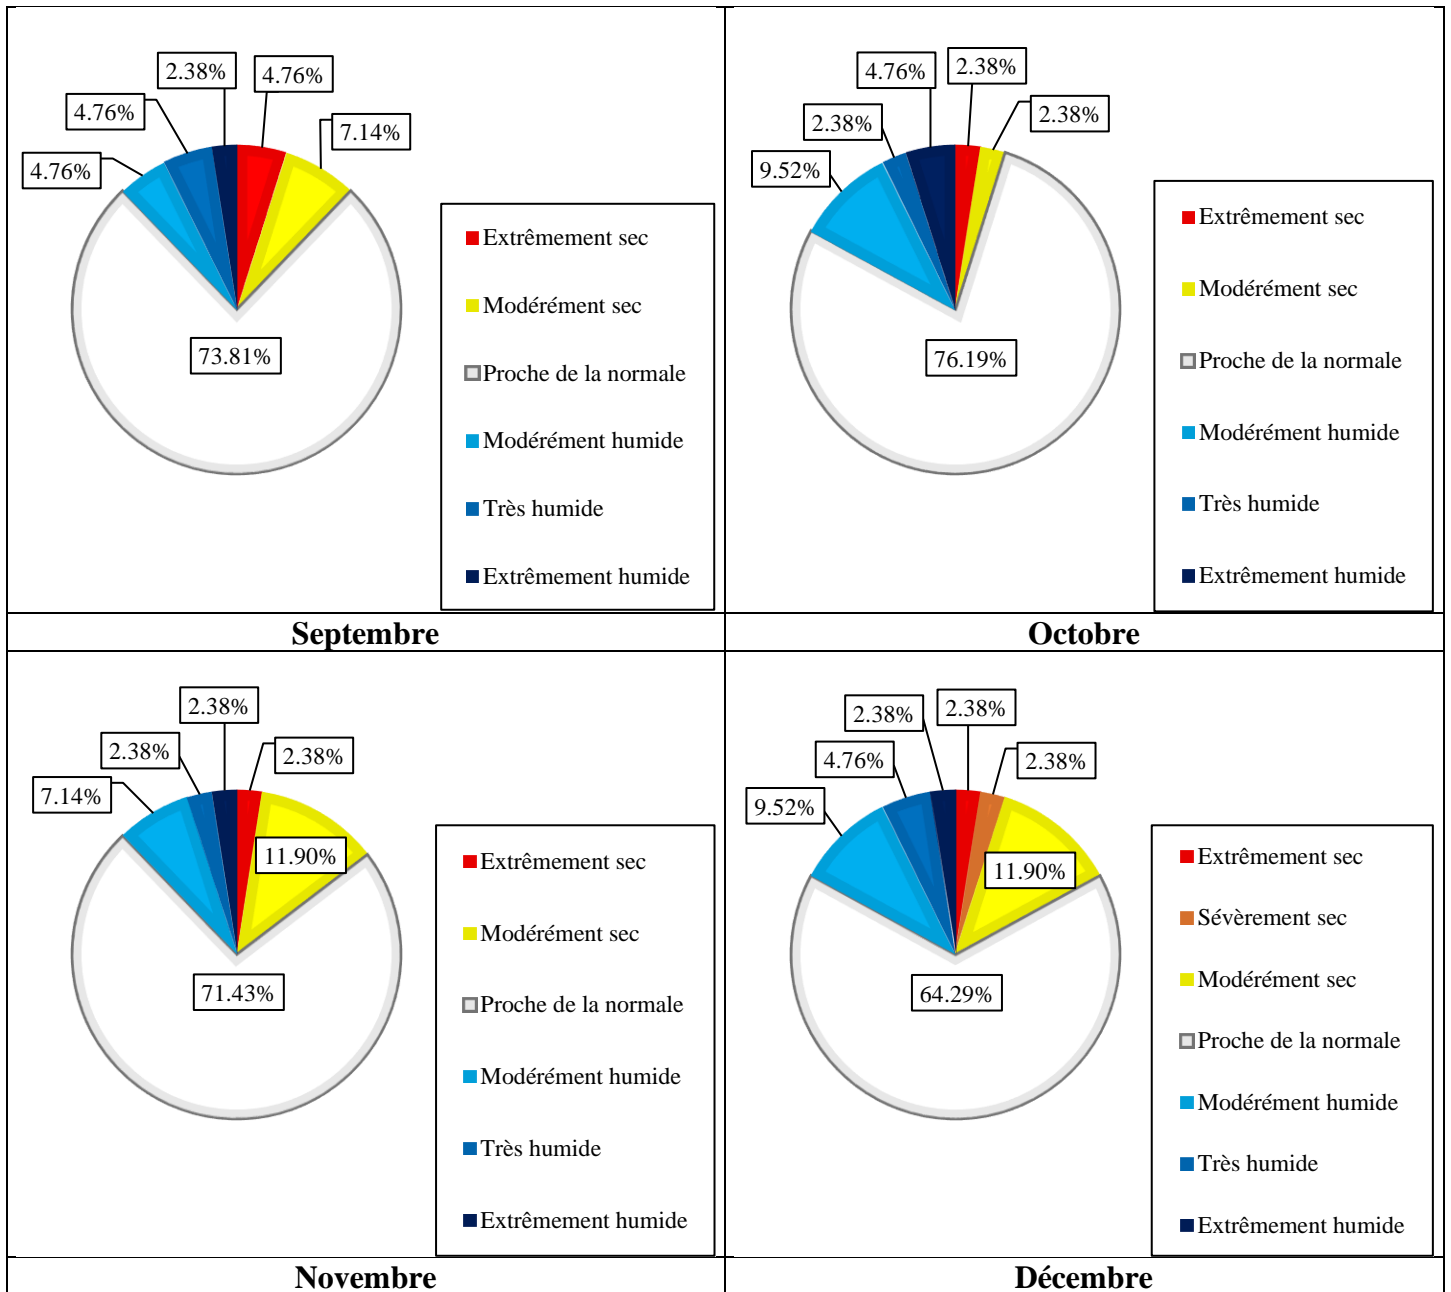 2.38%
4.76%
4.76%
7.14%
4.76%
73.81%
Extrêmement sec
Modérément sec
Proche de la normale
Modérément humide
Très humide
Extrêmement humide
Septembre
4.76%
2.38%
2.38%
2.38%
9.52%
76.19%
Extrêmement sec
Modérément sec
Proche de la normale
Modérément humide
Très humide
Extrêmement humide
Octobre
2.38%
2.38%
2.38%
7.14%
11.90%
71.43%
Extrêmement sec
Modérément sec
Proche de la normale
Modérément humide
Très humide
Extrêmement humide
Novembre
2.38%
2.38%
4.76%
2.38%
9.52%
11.90%
64.29%
Extrêmement sec
Sévèrement sec
Modérément sec
Proche de la normale
Modérément humide
Très humide
Extrêmement humide
Décembre